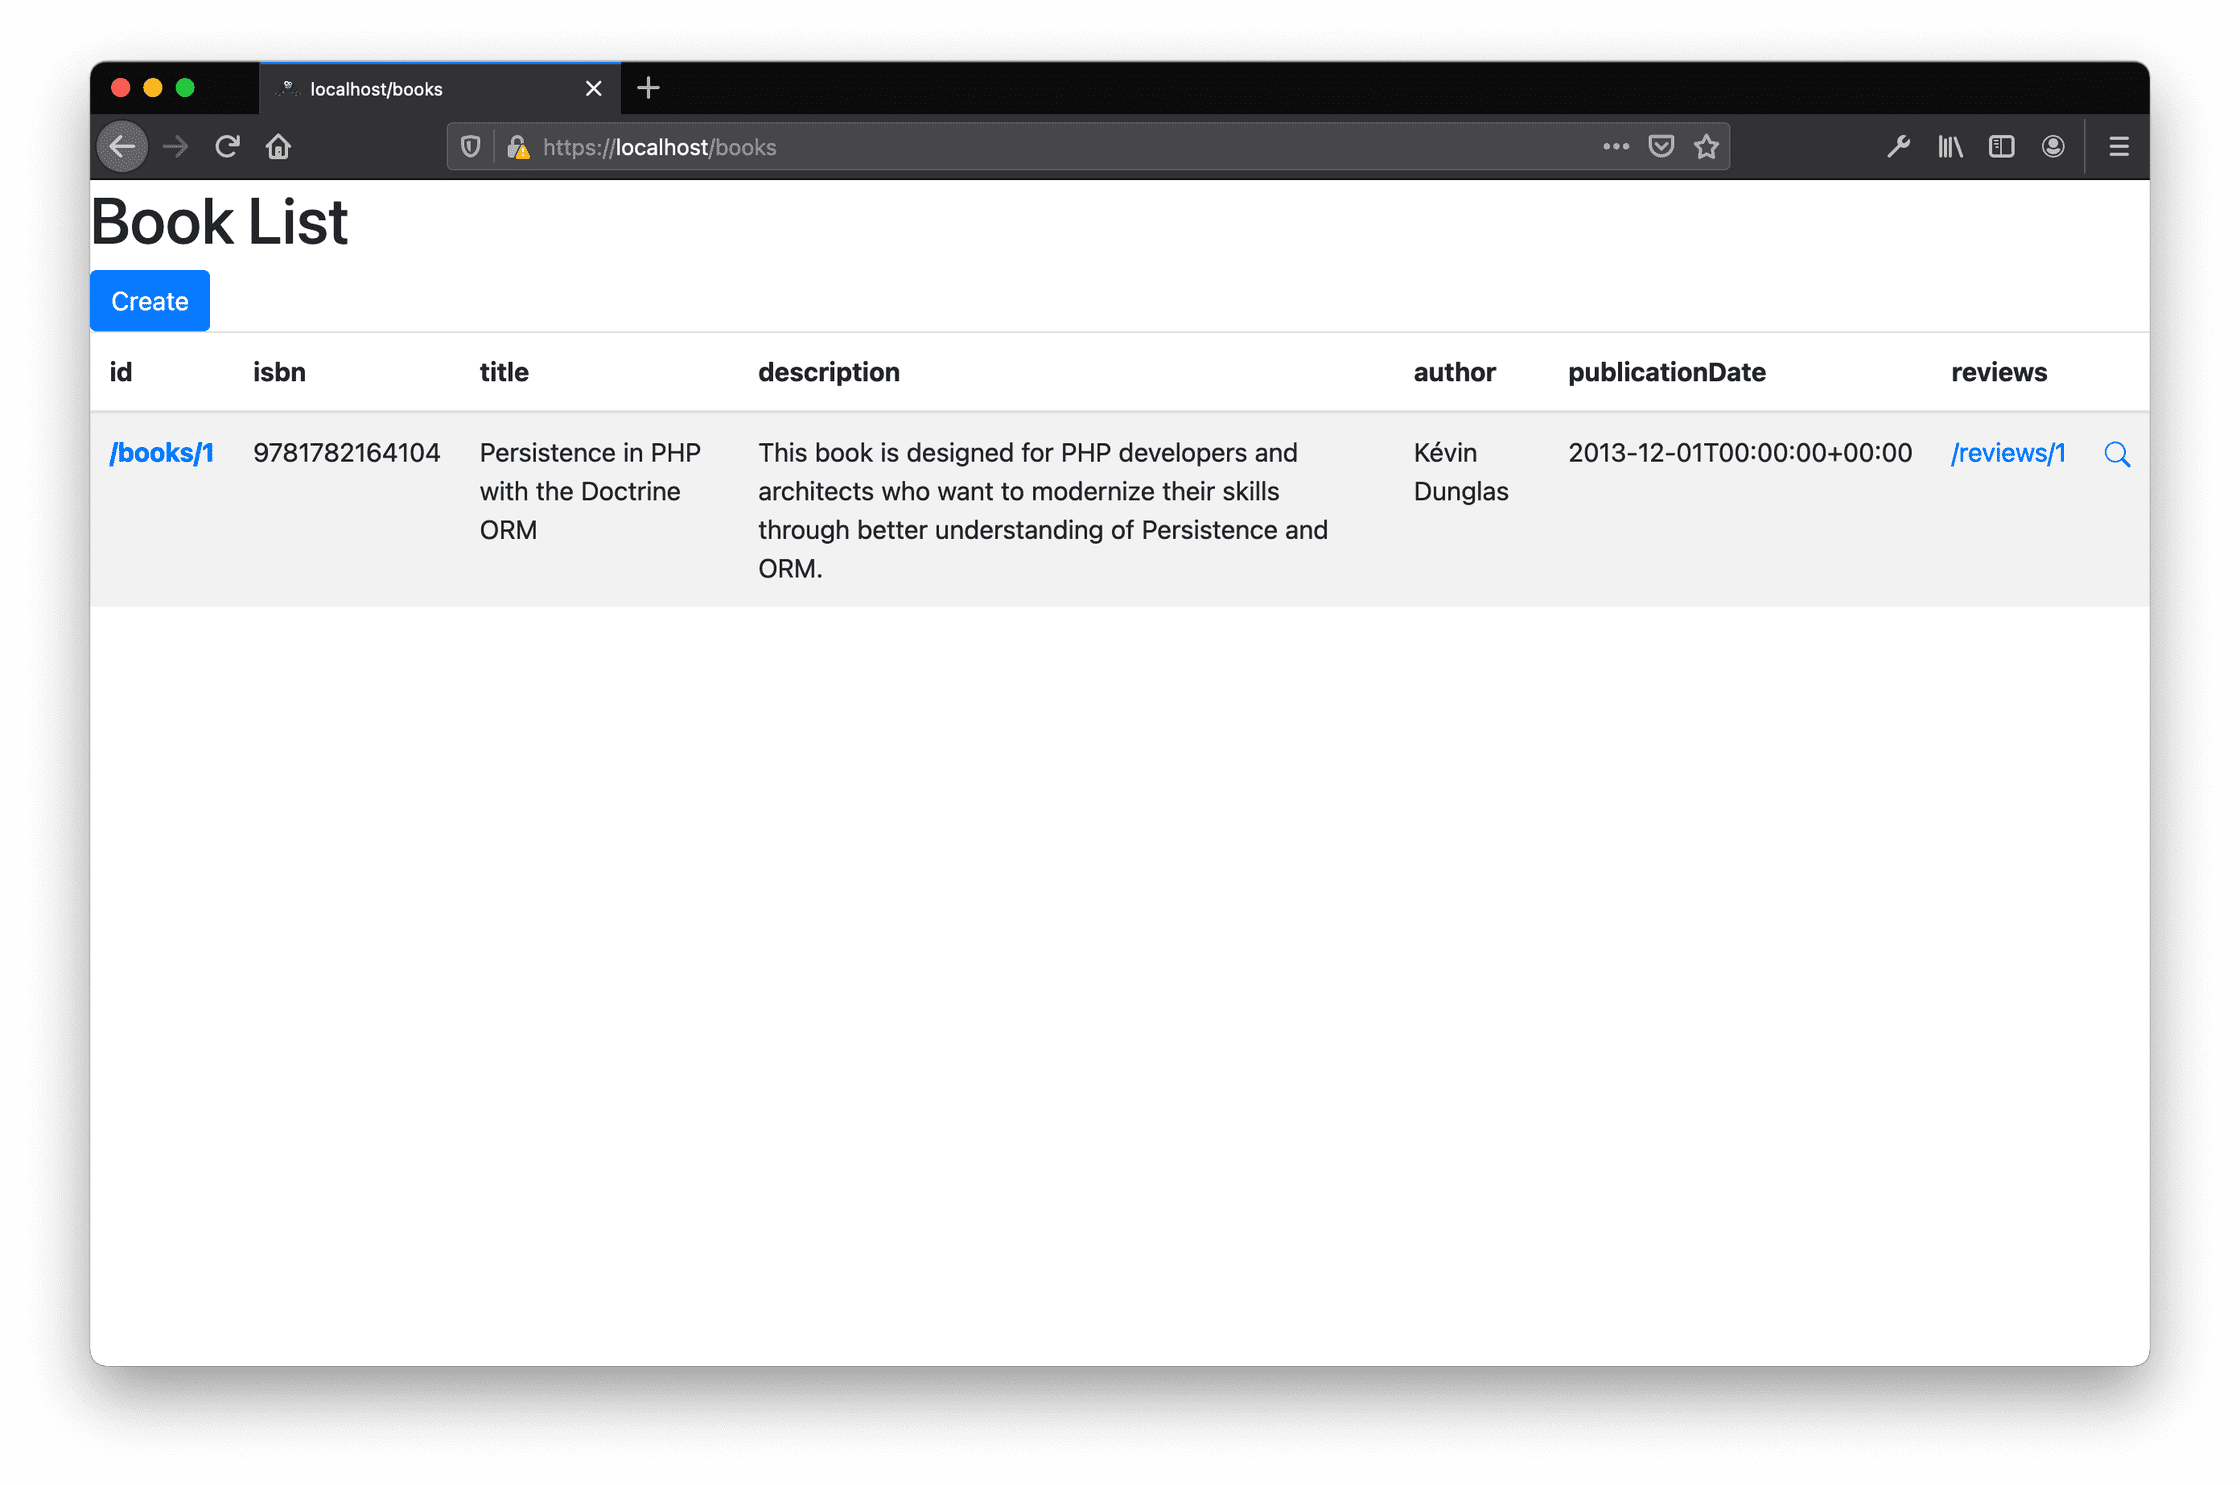 localhost/books
https://localhost/books
Book List
Create
id isbn title description author publicationDate reviews
/books/1 9781782164104 Persistence in PHP This book is designed for PHP developers and Kévin 2013-12-01T00:00:00+00:00 /reviews/1
with the Doctrine architects who want to modernize their skills Dunglas
ORM through better understanding of Persistence and
ORM.